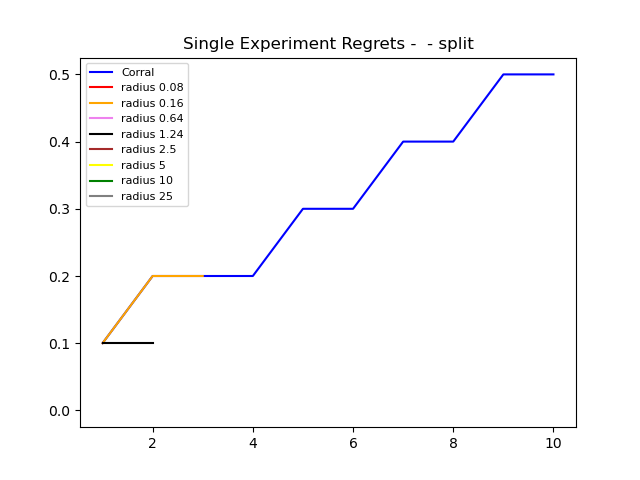 Single Experiment Regrets -  - split
Corral
radius 0.08
radius 0.16
radius 0.64
radius 1.24
radius 2.5
radius 5
radius 10
radius 25
0.5
0.4
0.3
0.2
0.1
0.0
2 4 6 8 10